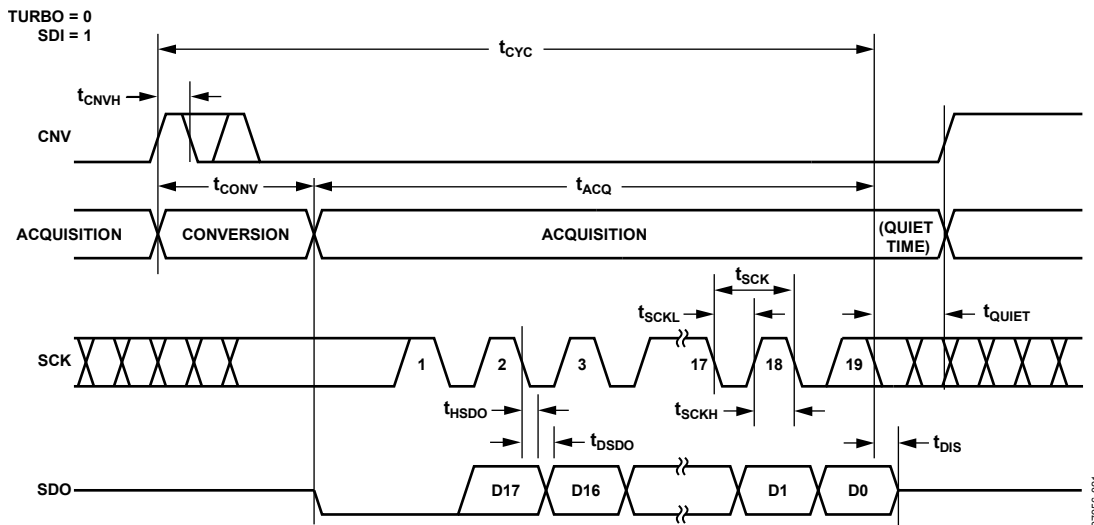 TURBO = 0
SDI = 1
tCYC
tCNVH
CNV
tCONV
tACQ
ACQUISITION
CONVERSION
ACQUISITION
(QUIET
TIME)
tSCK
tSCKL
tQUIET
SCK
1
2
3
17
18
19
tHSDO
tSCKH
tDSDO
tDIS
SDO
D17
D16
D1
D0